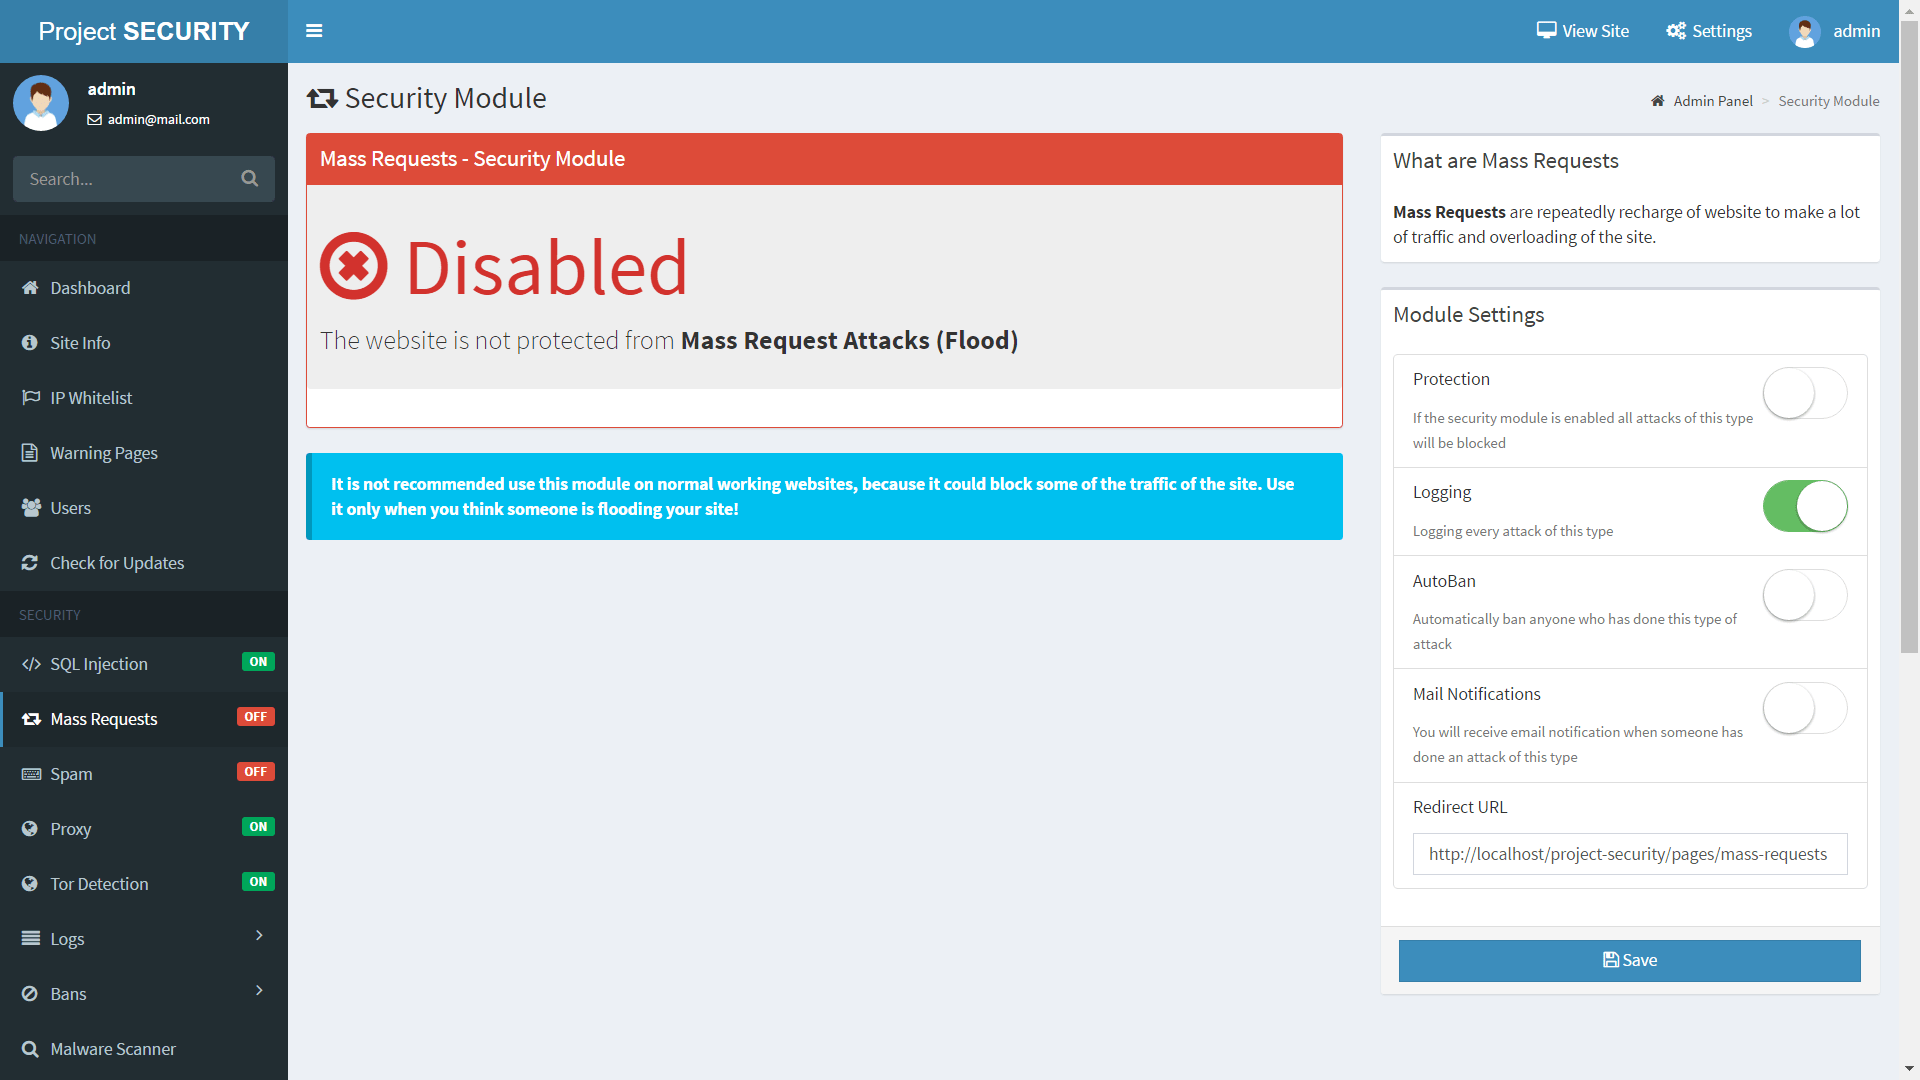 Project SECURITY
View Site
Settings
admin
admin
admin@mail.com
Search...
NAVIGATION
Dashboard
Site Info
IP Whitelist
Warning Pages
Users
Check for Updates
SECURITY
SQL Injection ON
Mass Requests OFF
Spam OFF
Proxy ON
Tor Detection ON
Logs
Bans
Malware Scanner
Security Module
Admin Panel > Security Module
Mass Requests - Security Module
Disabled
The website is not protected from Mass Request Attacks (Flood)
It is not recommended use this module on normal working websites, because it could block some of the traffic of the site. Use
it only when you think someone is flooding your site!
What are Mass Requests
Mass Requests are repeatedly recharge of website to make a lot
of traffic and overloading of the site.
Module Settings
Protection
If the security module is enabled all attacks of this type
will be blocked
Logging
Logging every attack of this type
AutoBan
Automatically ban anyone who has done this type of
attack
Mail Notifications
You will receive email notification when someone has
done an attack of this type
Redirect URL
http://localhost/project-security/pages/mass-requests
Save